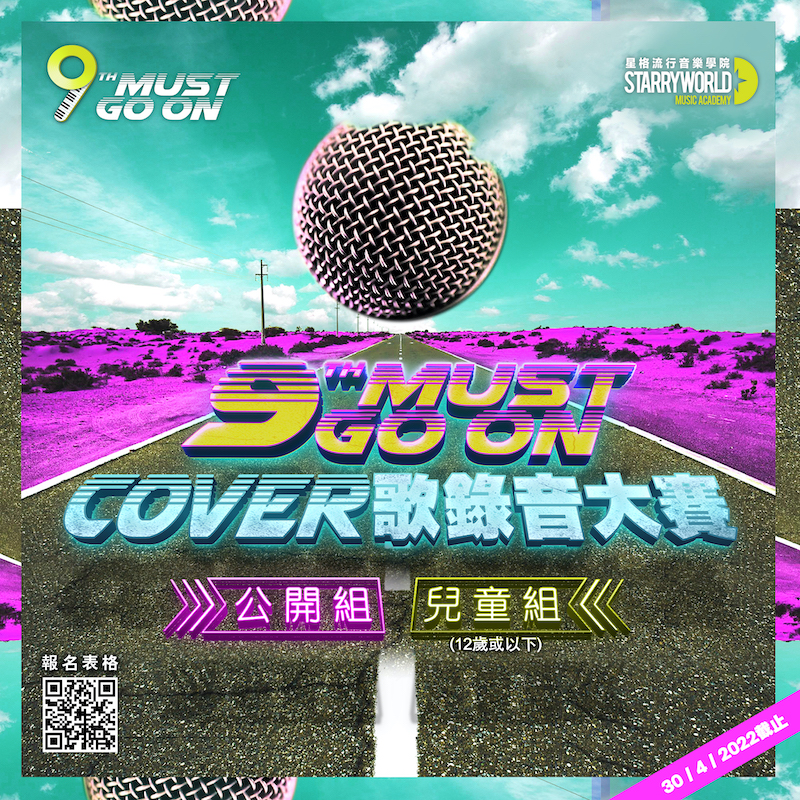 9TH MUST
GO ON
星格流行音樂學院
STARRYWORLD
MUSIC ACADEMY
9TH MUST
GO ON
COVER歌錄音大賽
公開組
兒童組
(12歲或以下)
報名表格
30 / 4 / 2022截止